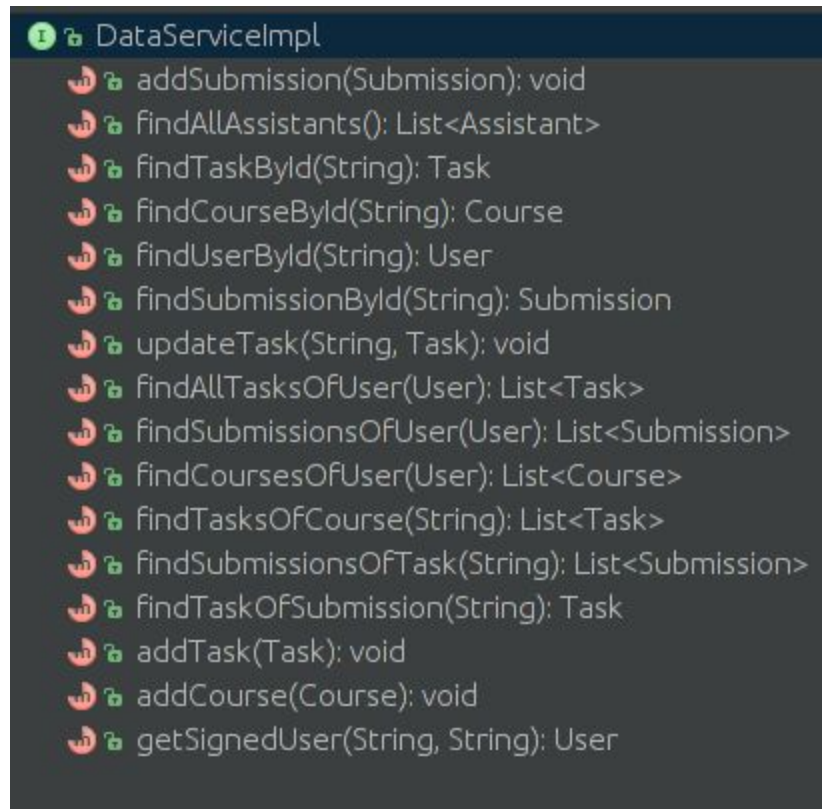 I DataServiceImpl
m addSubmission(Submission): void
m findAllAssistants(): List<Assistant>
m findTaskById(String): Task
m findCourseById(String): Course
m findUserById(String): User
m findSubmissionById(String): Submission
m updateTask(String, Task): void
m findAllTasksOfUser(User): List<Task>
m findSubmissionsOfUser(User): List<Submission>
m findCoursesOfUser(User): List<Course>
m findTasksOfCourse(String): List<Task>
m findSubmissionsOfTask(String): List<Submission>
m findTaskOfSubmission(String): Task
m addTask(Task): void
m addCourse(Course): void
m getSignedUser(String, String): User